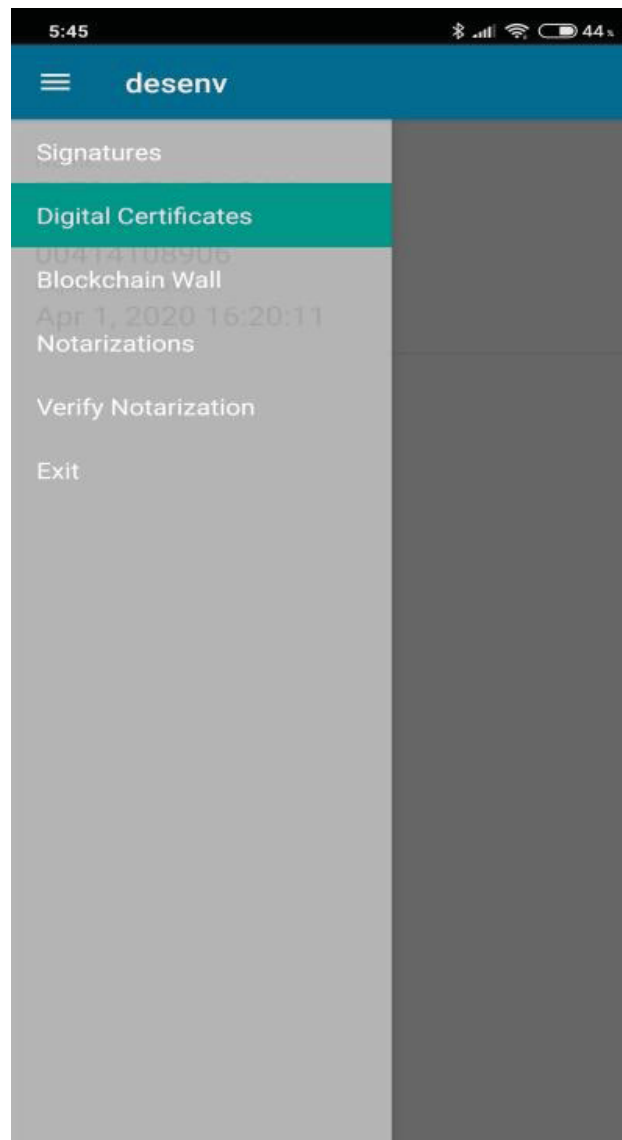 5:45
44%
desenv
Signatures
Digital Certificates
00414108906
Blockchain Wall
Apr 1, 2020 16:20:11
Notarizations
Verify Notarization
Exit